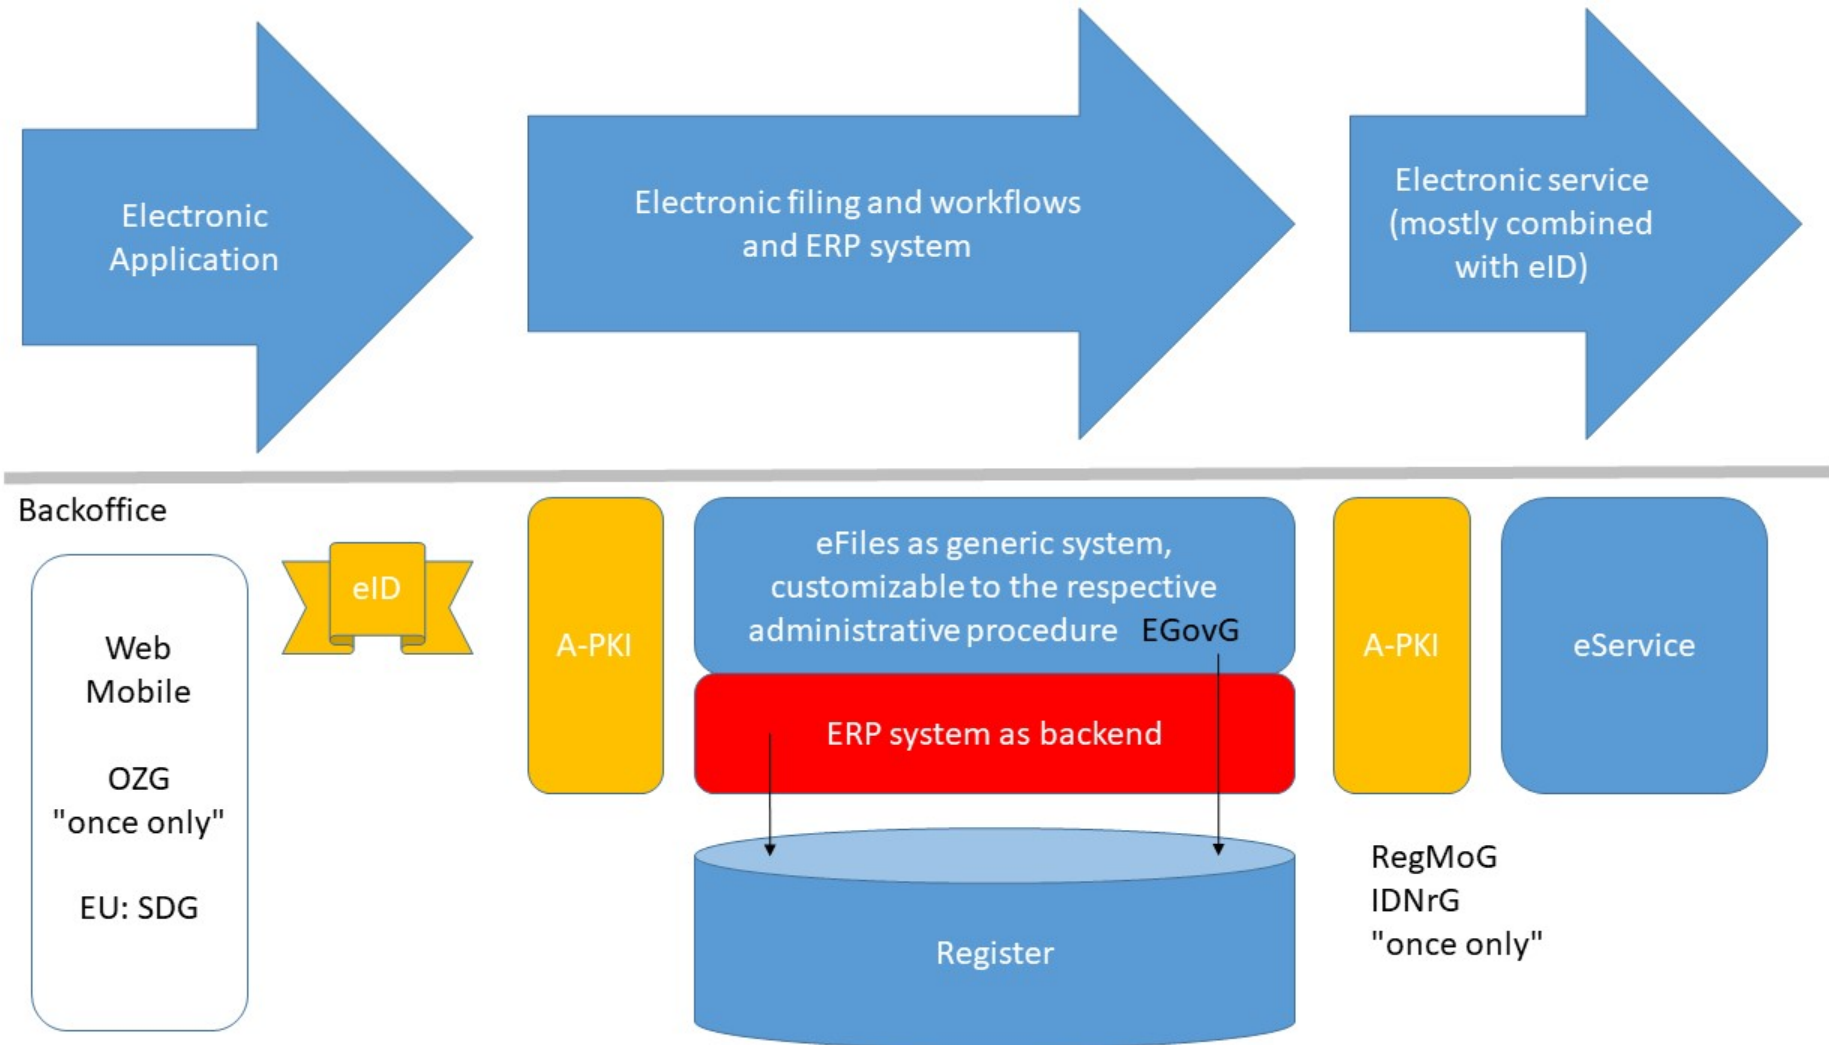 Electronic
Application
Electronic filing and workflows
and ERP system
Electronic service
(mostly combined
with eID)
Backoffice
Web
Mobile
OZG
"once only"
EU: SDG
eID
A-PKI
eFiles as generic system,
customizable to the respective
administrative procedure EGovG
ERP system as backend
Register
A-PKI
eService
RegMoG
IDNrG
"once only"